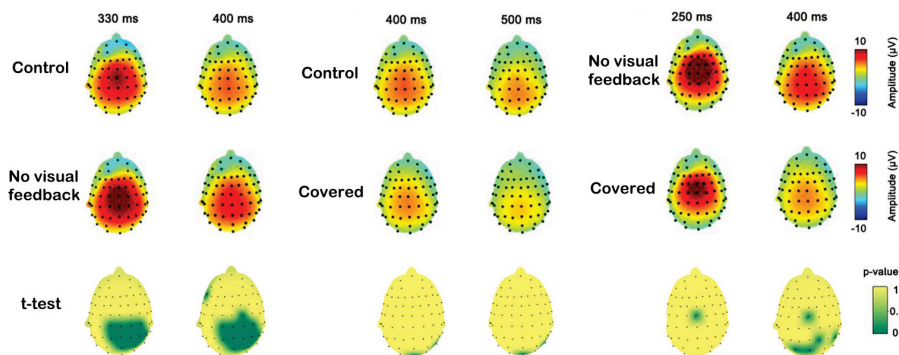 330 ms 400 ms 400 ms 500 ms 250 ms 400 ms
Control
Control
No visual
feedback
10
-10
Amplitude (µV)
No visual
feedback
Covered
Covered
10
-10
Amplitude (µV)
t-test
p-value
1
0.
0